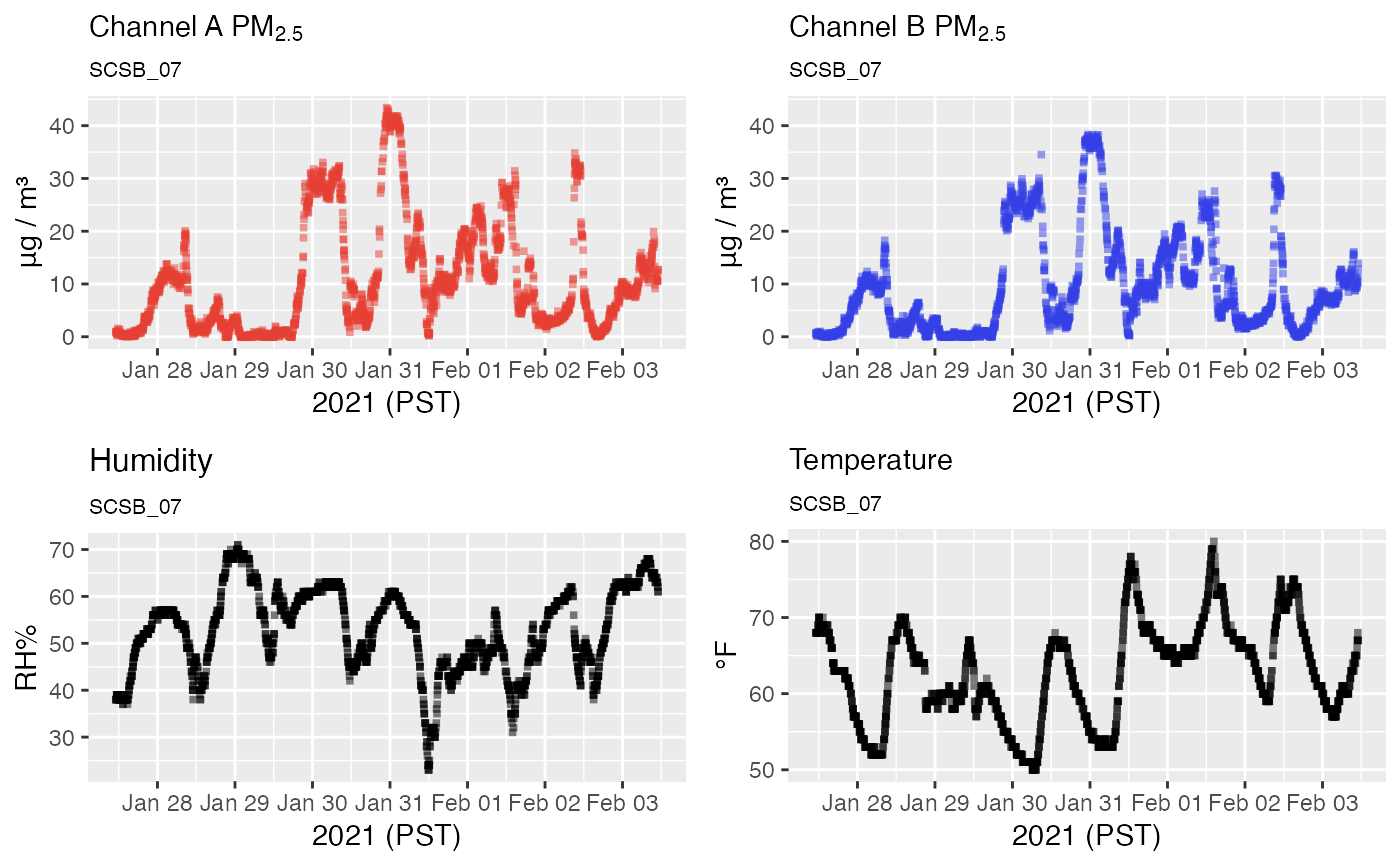 Channel A PM₂.₅
SCSB_07
µg / m³
40
30
20
10
0
Jan 28 Jan 29 Jan 30 Jan 31 Feb 01 Feb 02 Feb 03
2021 (PST)
Channel B PM₂.₅
SCSB_07
µg / m³
40
30
20
10
0
Jan 28 Jan 29 Jan 30 Jan 31 Feb 01 Feb 02 Feb 03
2021 (PST)
Humidity
SCSB_07
RH%
70
60
50
40
30
Jan 28 Jan 29 Jan 30 Jan 31 Feb 01 Feb 02 Feb 03
2021 (PST)
Temperature
SCSB_07
°F
80
70
60
50
Jan 28 Jan 29 Jan 30 Jan 31 Feb 01 Feb 02 Feb 03
2021 (PST)